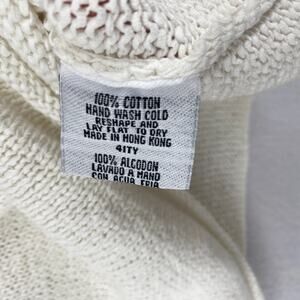 100% COTTON
HAND WASH COLD
RESHAPE AND
LAY FLAT TO DRY
MADE IN HONG KONG
41TY
100% ALGODON
LAVADO A MANO
CON AGUA FRIA